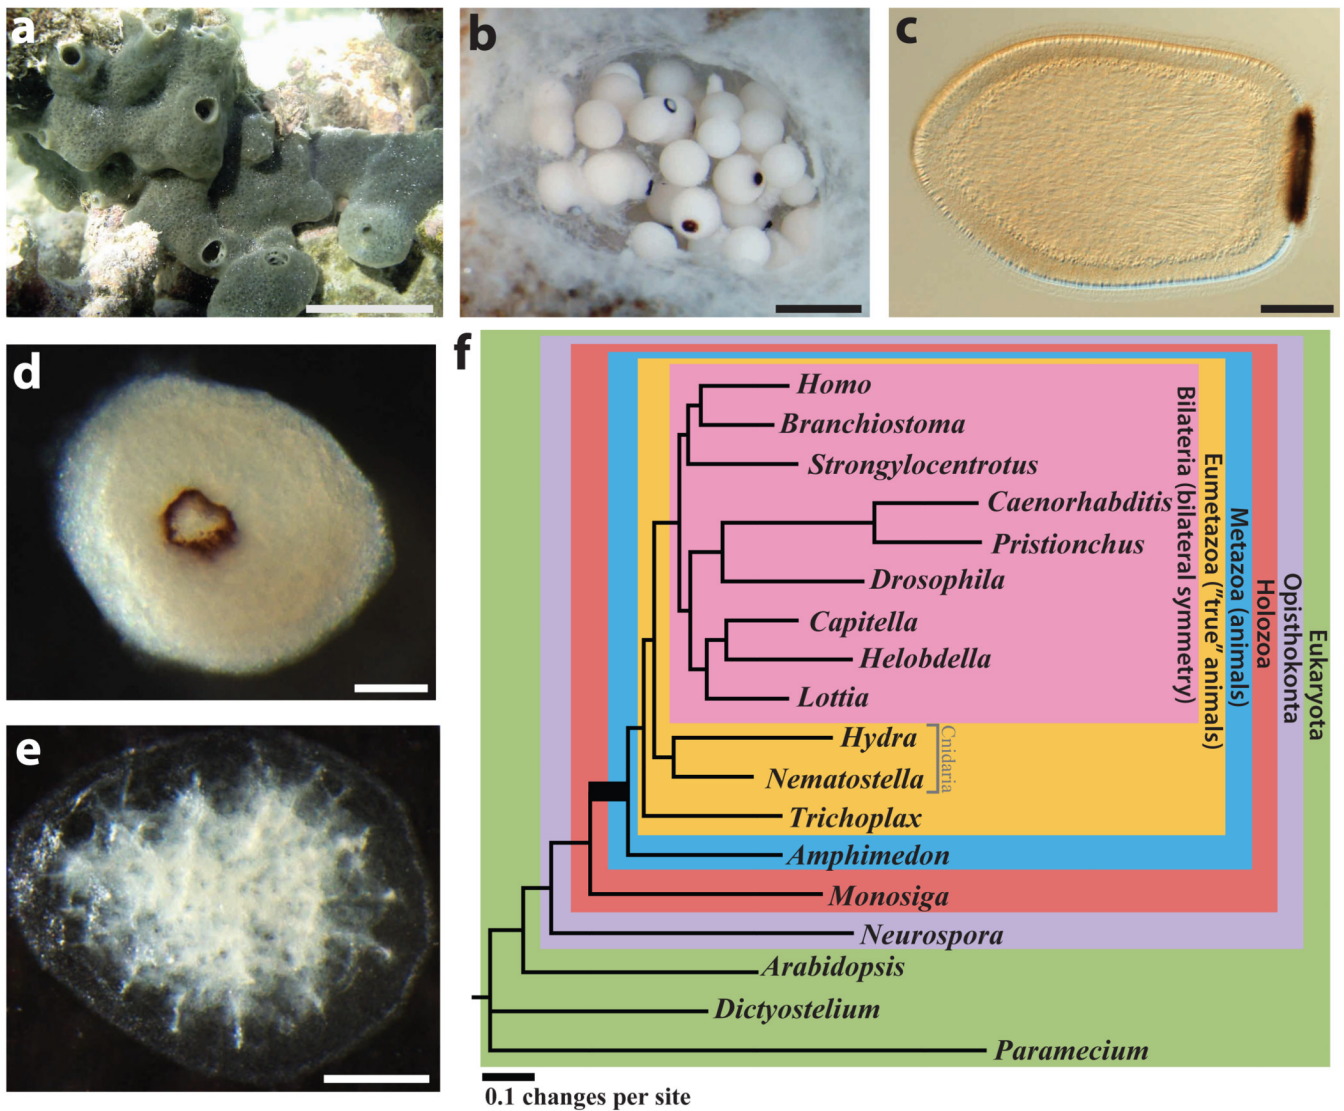 a
b
c
d
e
f
Homo
Branchiostoma
Strongylocentrotus
Caenorhabditis
Pristionchus
Drosophila
Capitella
Helobdella
Lottia
Hydra
Nematostella
Cnidaria
Trichoplax
Amphimedon
Monosiga
Neurospora
Arabidopsis
Dictyostelium
Paramecium
Bilateria (bilateral symmetry)
Eumetazoa ("true" animals)
Metazoa (animals)
Holozoa
Opisthokonta
Eukaryota
0.1 changes per site